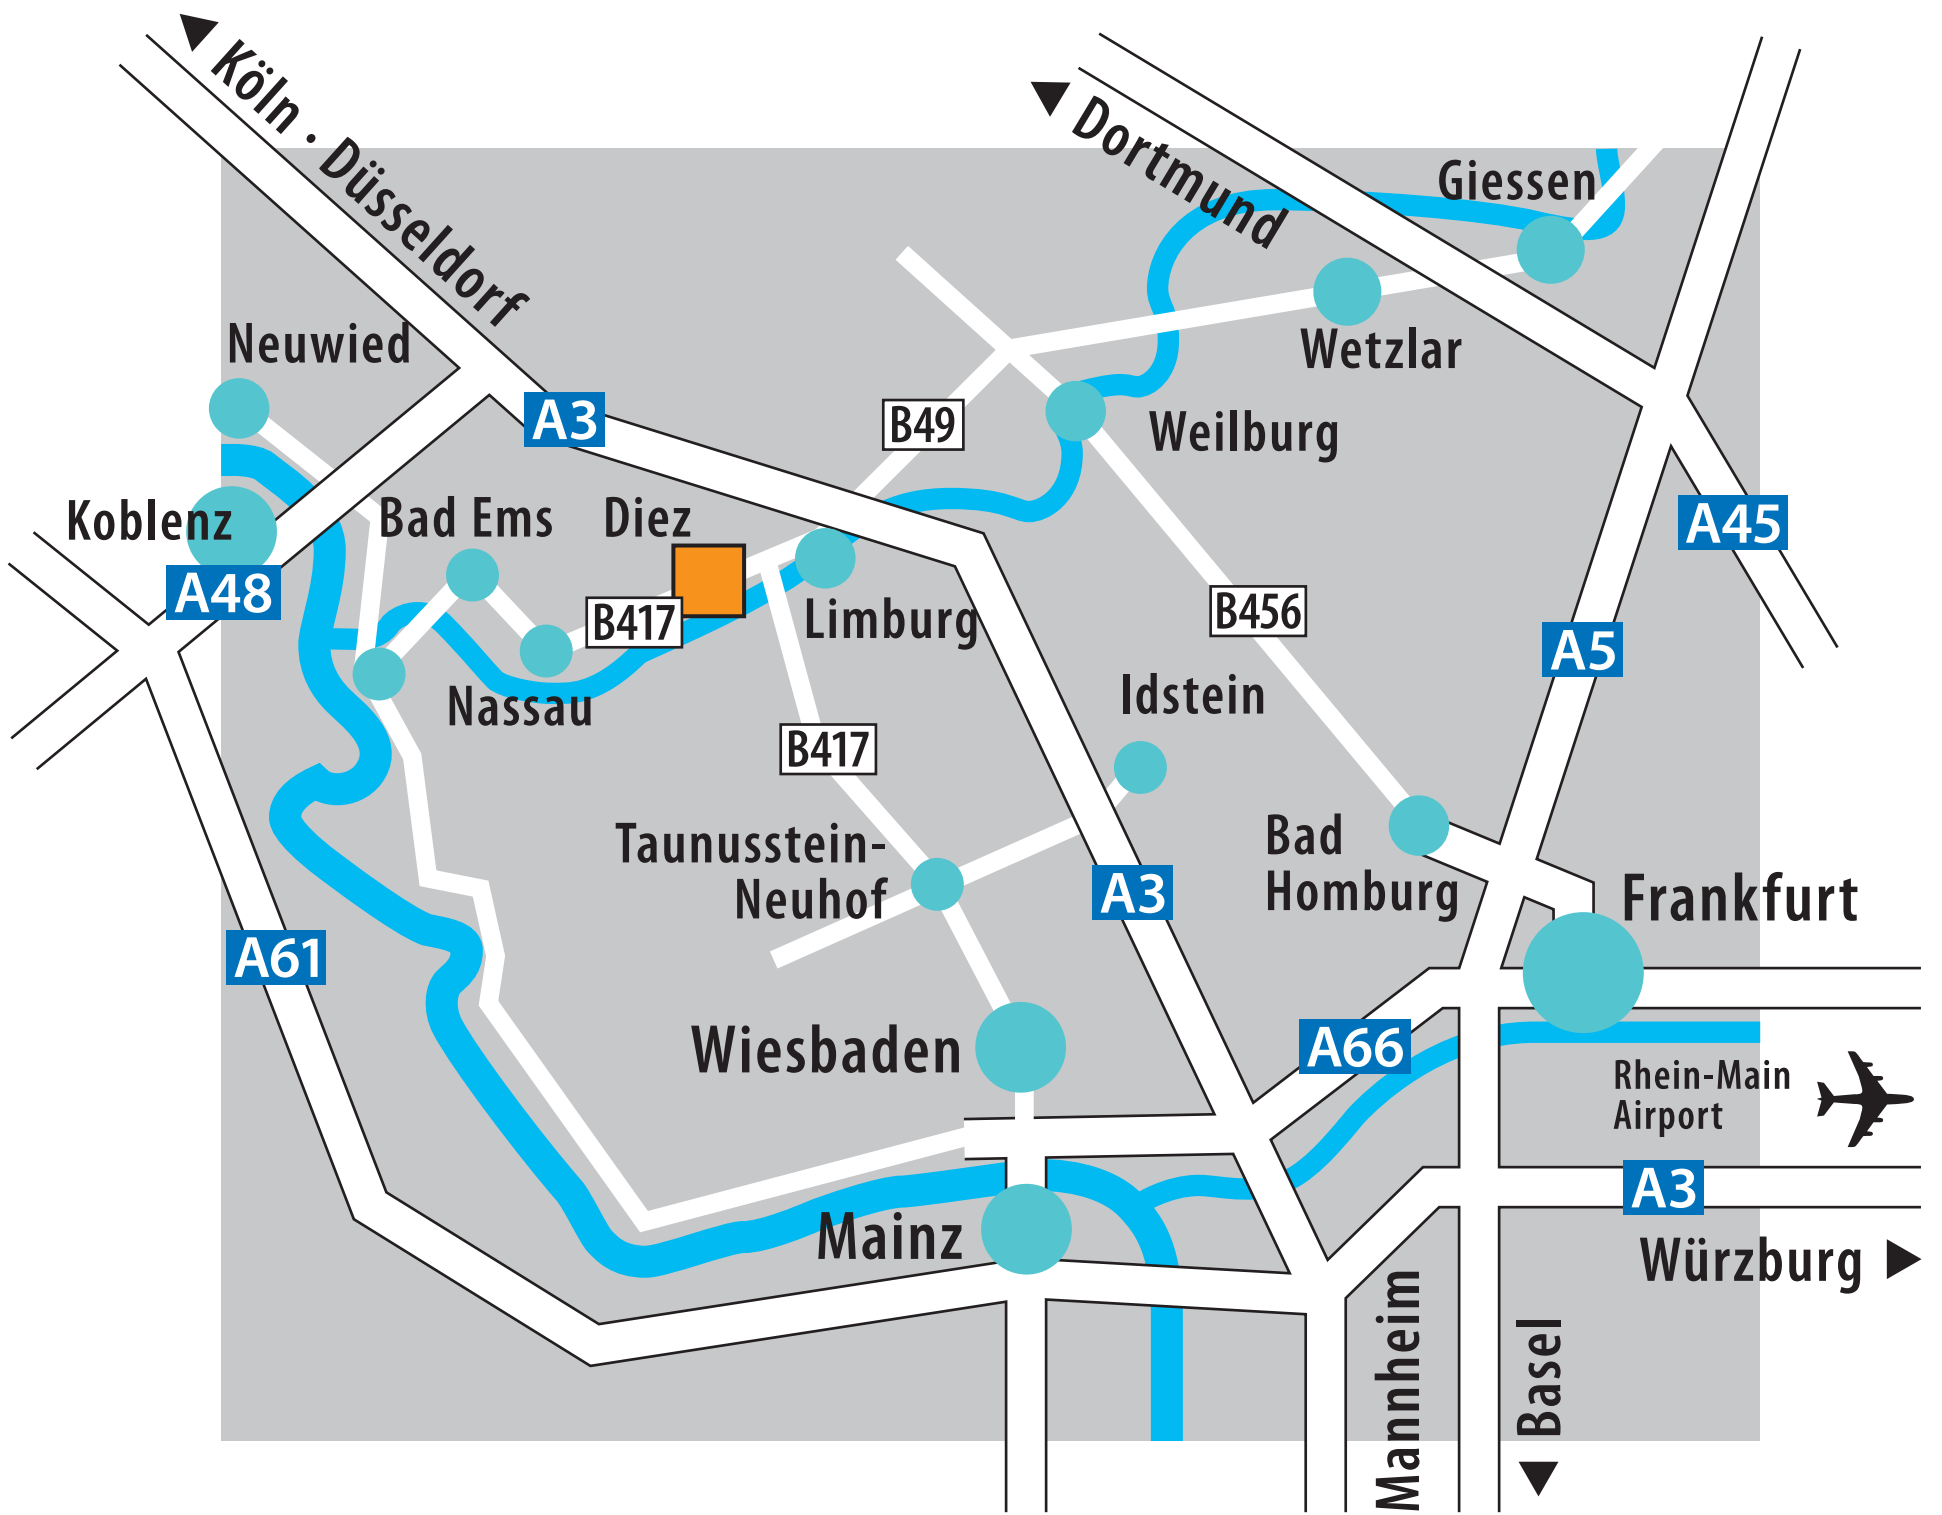 Köln · Düsseldorf
Dortmund
Giessen
Neuwied
Wetzlar
A3
B49
Weilburg
Koblenz
Bad Ems
Diez
A45
A48
B417
Limburg
B456
A5
Nassau
Idstein
B417
Taunusstein-
Neuhof
Bad
Homburg
A3
Frankfurt
A61
Wiesbaden
A66
Rhein-Main
Airport
A3
Mainz
Würzburg
Mannheim
Basel